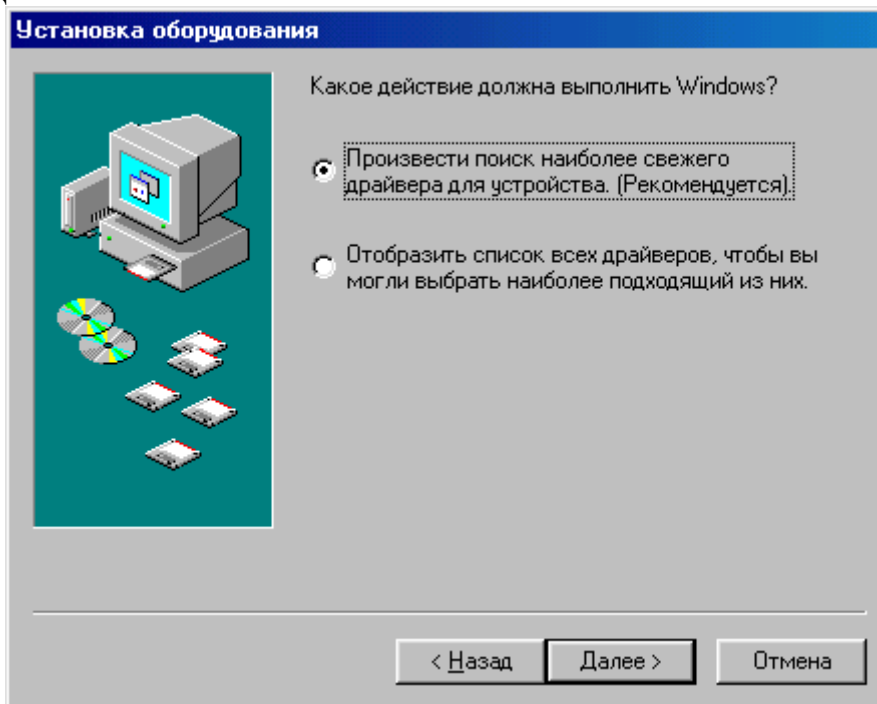 Установка оборудования
Какое действие должна выполнить Windows?
Произвести поиск наиболее свежего
драйвера для устройства. (Рекомендуется).
Отобразить список всех драйверов, чтобы вы
могли выбрать наиболее подходящий из них.
< Назад
Далее >
Отмена